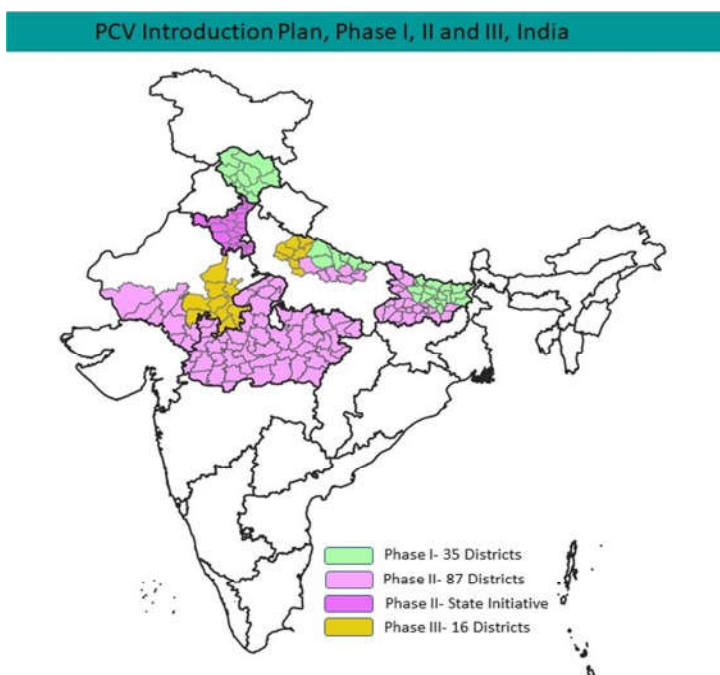 PCV Introduction Plan, Phase I, II and III, India
Phase I- 35 Districts
Phase II- 87 Districts
Phase II- State Initiative
Phase III- 16 Districts